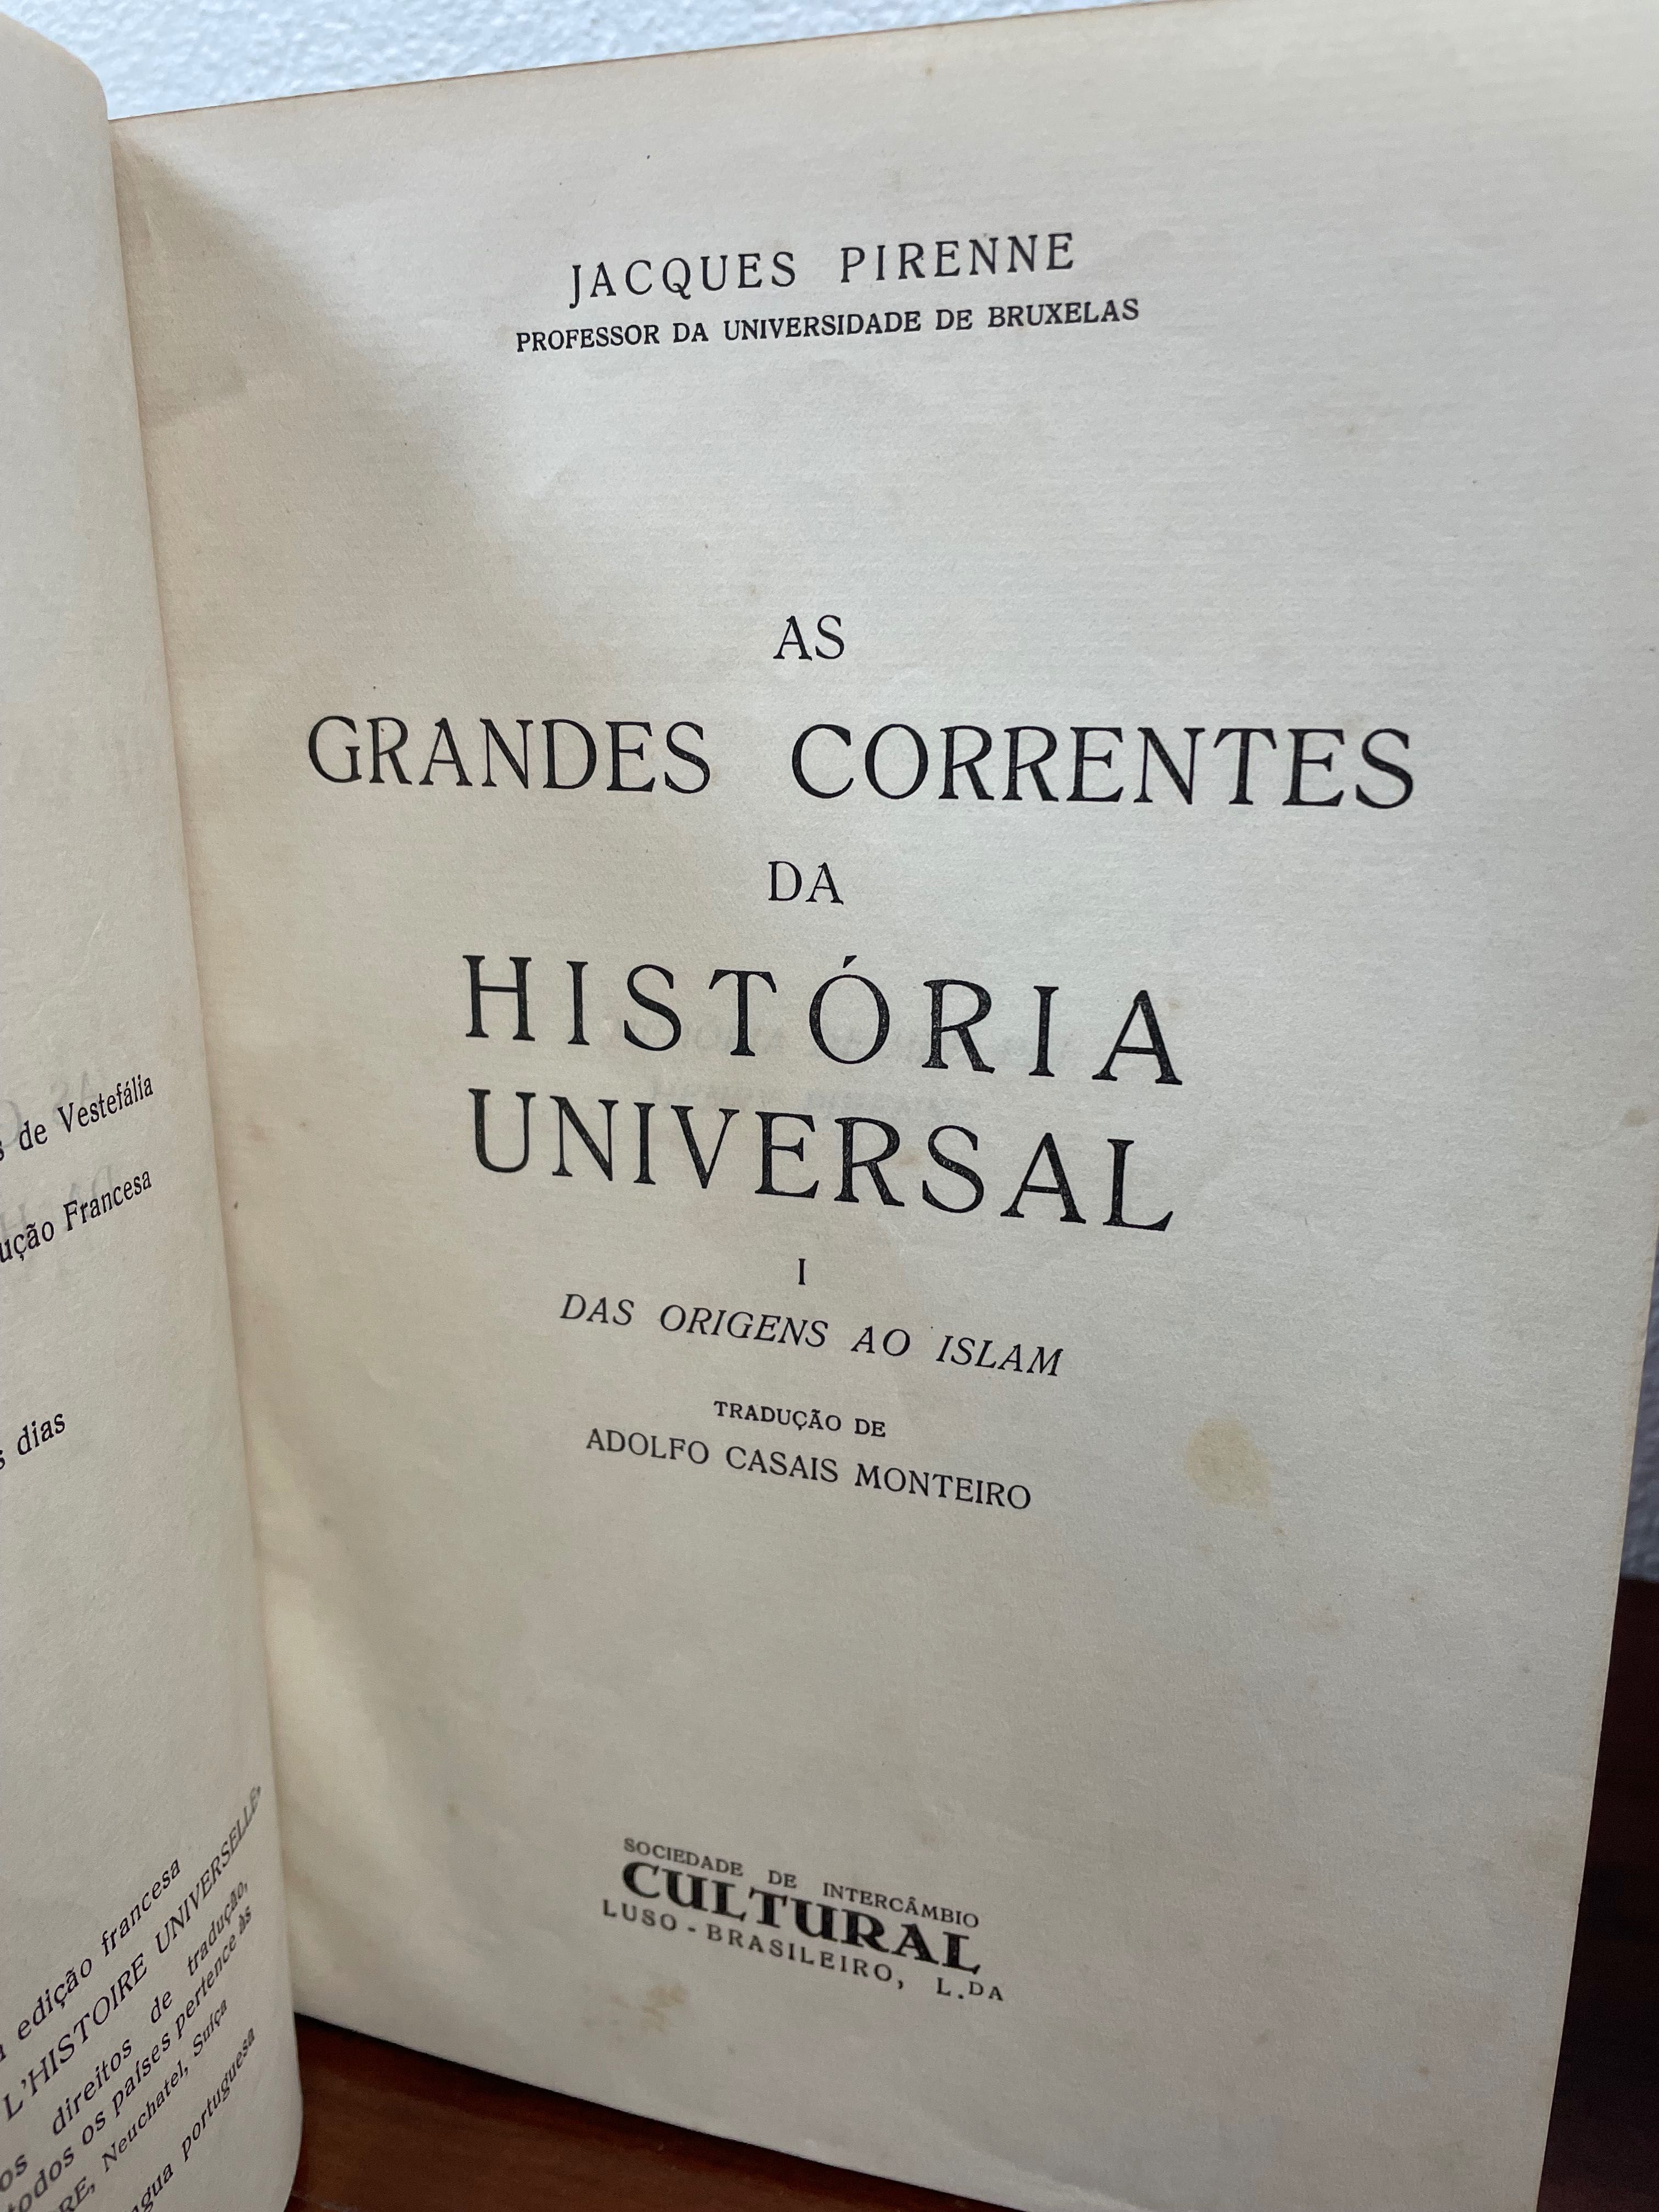 de Vestefália
Francesa
dias
edição francesa
L'HISTOIRE UNIVERSELLE»
direitos de tradução,
todos os países pertence às
Neuchatel, Suíça
portuguesa
JACQUES PIRENNE
PROFESSOR DA UNIVERSIDADE DE BRUXELAS
AS
GRANDES CORRENTES
DA
HISTÓRIA
UNIVERSAL
I
DAS ORIGENS AO ISLAM
TRADUÇÃO DE
ADOLFO CASAIS MONTEIRO
SOCIEDADE DE INTERCÂMBIO
CULTURAL
LUSO-BRASILEIRO, L.DA